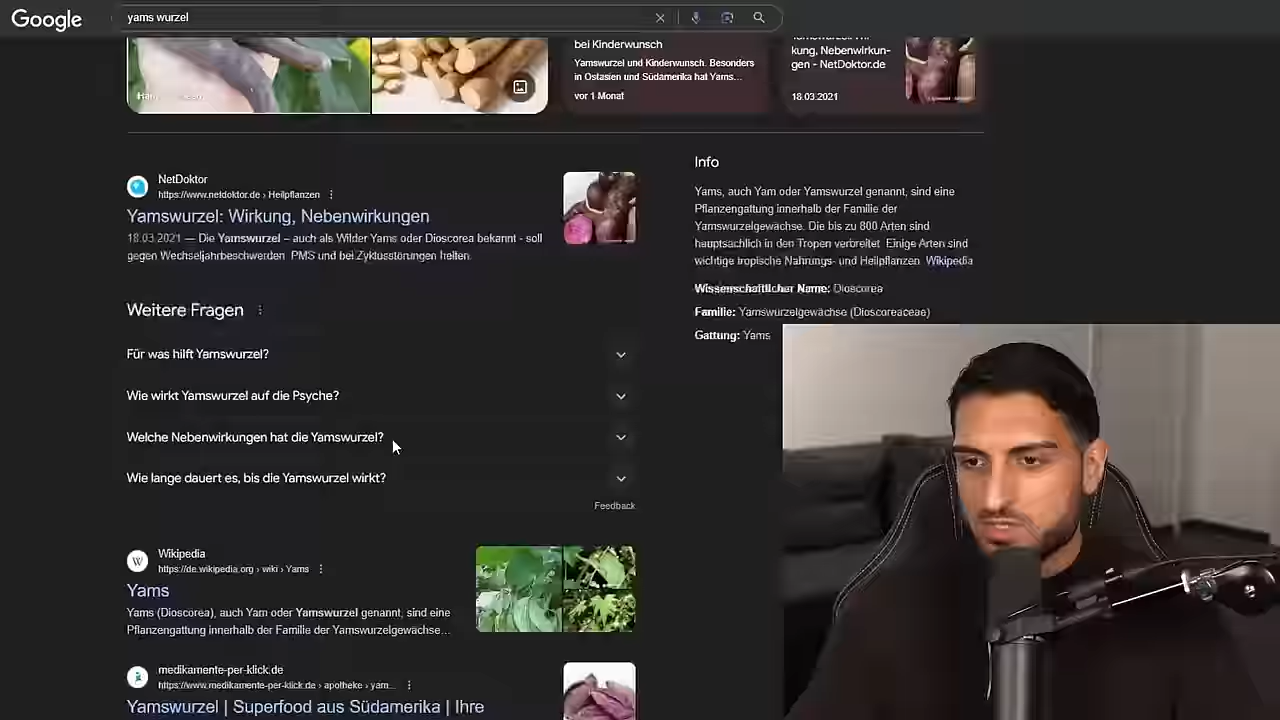 Google
yams wurzel
bei Kinderwunsch
Yamswurzel und Kinderwunsch. Besonders
in Ostasien und Südamerika hat Yams...
vor 1 Monat
kung, Nebenwirkun-
gen - NetDoktor.de
18.03.2021
NetDoktor
https://www.netdoktor.de › Heilpflanzen
Yamswurzel: Wirkung, Nebenwirkungen
18.03.2021 — Die Yamswurzel – auch als Wilder Yams oder Dioscorea bekannt - soll
gegen Wechseljahrbeschwerden PMS und bei Zyklusstörungen helfen.
Weitere Fragen
Für was hilft Yamswurzel?
Wie wirkt Yamswurzel auf die Psyche?
Welche Nebenwirkungen hat die Yamswurzel?
Wie lange dauert es, bis die Yamswurzel wirkt?
Feedback
Wikipedia
https://de.wikipedia.org › wiki › Yams
Yams
Yams (Dioscorea), auch Yam oder Yamswurzel genannt, sind eine
Pflanzengattung innerhalb der Familie der Yamswurzelgewächse...
medikamente-per-klick.de
https://www.medikamente-per-klick.de › apotheke › yam...
Yamswurzel | Superfood aus Südamerika | Ihre
Info
Yams, auch Yam oder Yamswurzel genannt, sind eine
Pflanzengattung innerhalb der Familie der
Yamswurzelgewächse. Die bis zu 800 Arten sind
hauptsächlich in den Tropen verbreitet Einige Arten sind
wichtige tropische Nahrungs- und Heilpflanzen Wikipedia
Wissenschaftlicher Name: Dioscorea
Familie: Yamswurzelgewächse (Dioscoreaceae)
Gattung: Yams